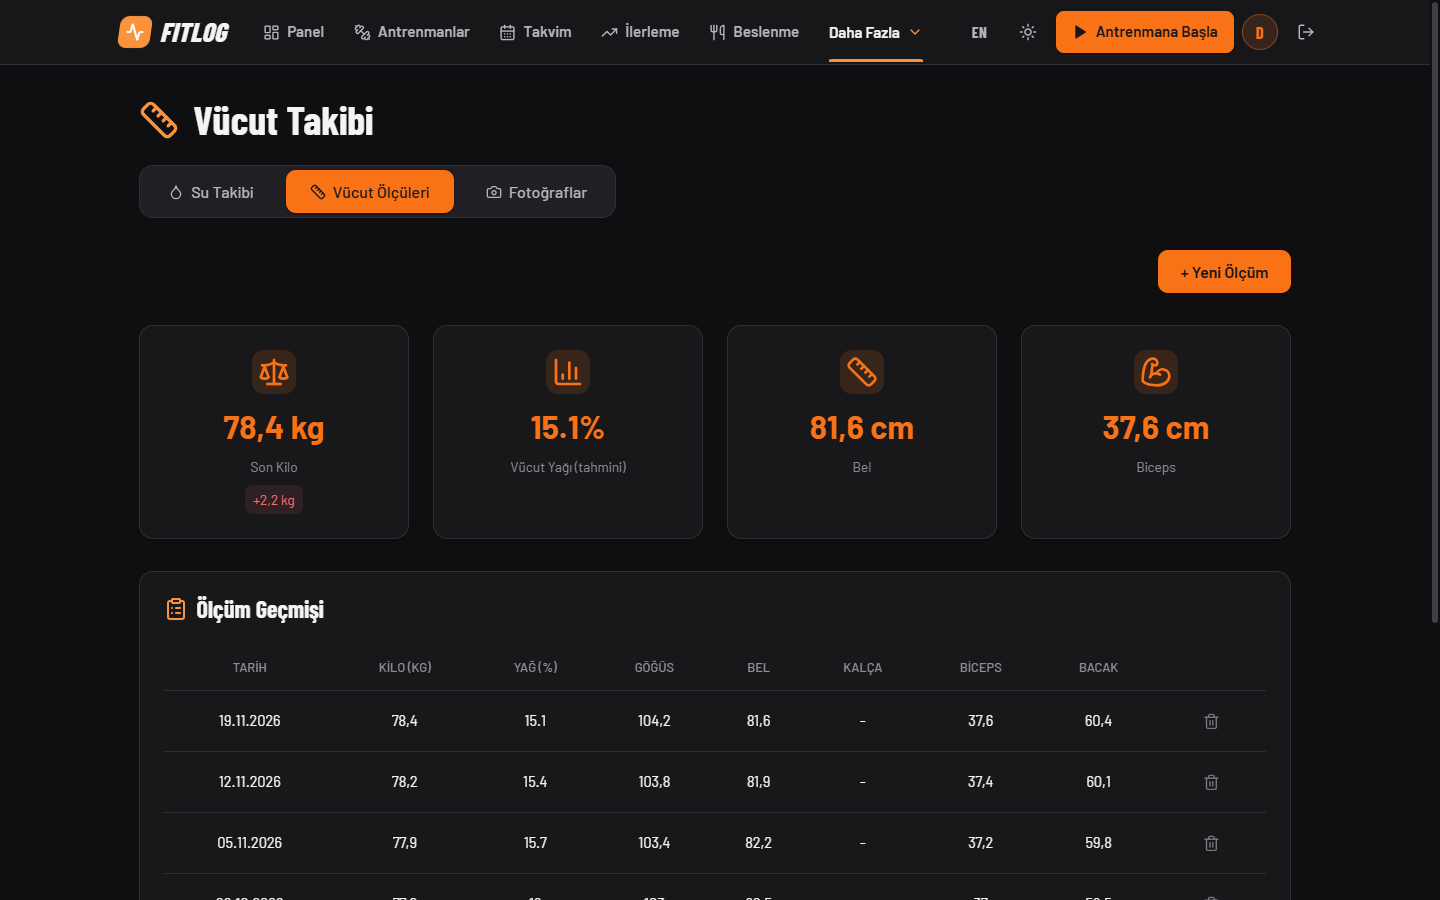 FITLOG
Panel
Antrenmanlar
Takvim
İlerleme
Beslenme
Daha Fazla
EN
Antrenmana Başla
D
Vücut Takibi
Su Takibi
Vücut Ölçüleri
Fotoğraflar
+ Yeni Ölçüm
78,4 kg
Son Kilo
+2,2 kg
15.1%
Vücut Yağı (tahmini)
81,6 cm
Bel
37,6 cm
Biceps
Ölçüm Geçmişi
TARİH KİLO (KG) YAĞ (%) GÖĞÜS BEL KALÇA BİCEPS BACAK
19.11.2026 78,4 15.1 104,2 81,6 - 37,6 60,4
12.11.2026 78,2 15.4 103,8 81,9 - 37,4 60,1
05.11.2026 77,9 15.7 103,4 82,2 - 37,2 59,8